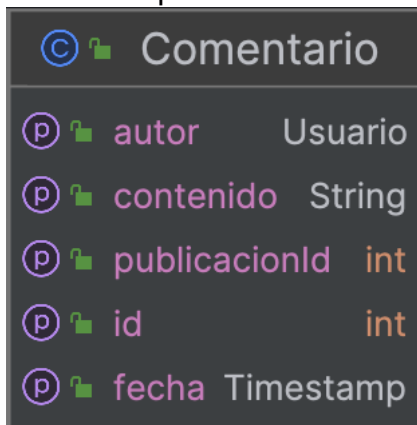 Comentario
autor Usuario
contenido String
publicacionId int
id int
fecha Timestamp